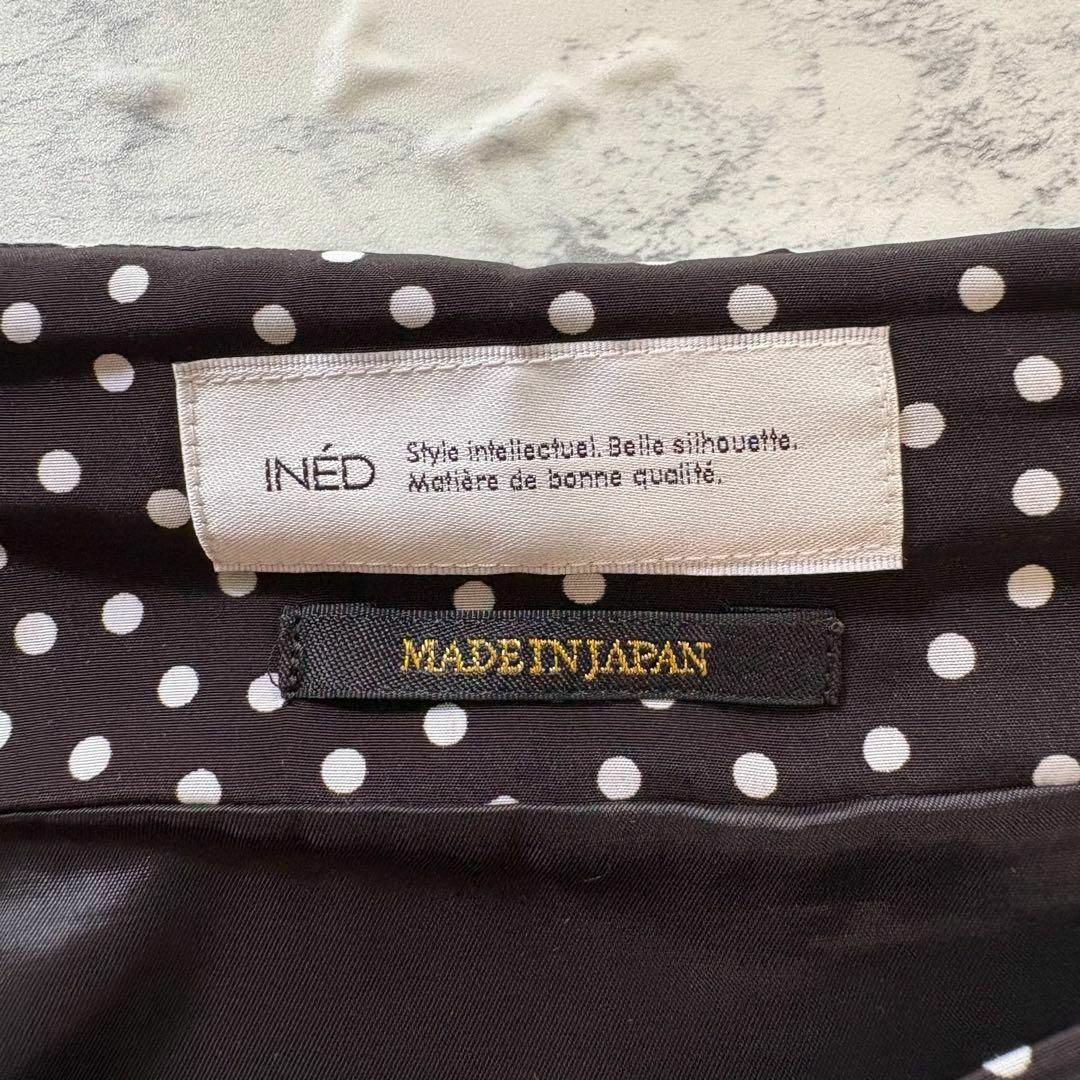 INÉD
Style intellectuel. Belle silhouette.
Matière de bonne qualité.
MADE IN JAPAN